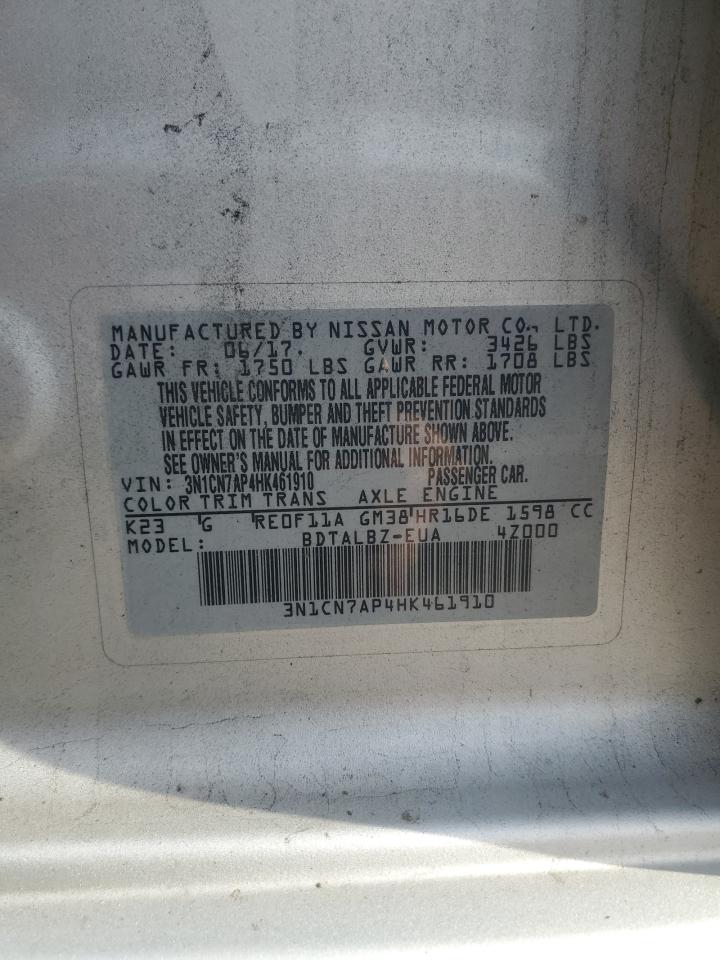 MANUFACTURED BY NISSAN MOTOR CO., LTD.
DATE: 06/17. GVWR: 3426 LBS
GAWR FR: 1750 LBS GAWR RR: 1708 LBS
THIS VEHICLE CONFORMS TO ALL APPLICABLE FEDERAL MOTOR
VEHICLE SAFETY, BUMPER AND THEFT PREVENTION STANDARDS
IN EFFECT ON THE DATE OF MANUFACTURE SHOWN ABOVE.
SEE OWNER'S MANUAL FOR ADDITIONAL INFORMATION.
VIN: 3N1CN7AP4HK461910 PASSENGER CAR.
COLOR TRIM TRANS AXLE ENGINE
K23 'G 'RE0F11A GM38'HR16DE 1598 CC
MODEL: BDTALBZ-EUA 4Z000
3N1CN7AP4HK461910